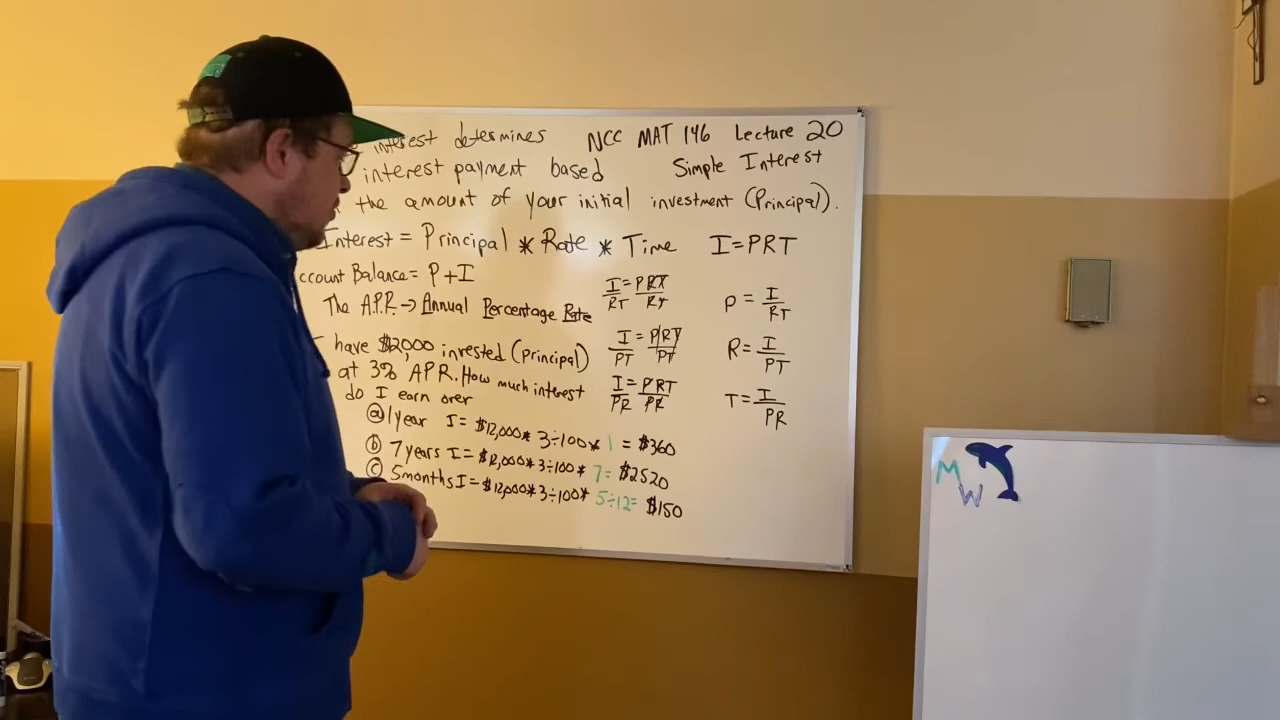 interest determines NCC MAT 146 Lecture 20
interest payment based Simple Interest
the amount of your initial investment (Principal).
Interest = Principal * Rate * Time I=PRT
ccount Balance= P+I
The A.P.R. → Annual Percentage Rate
I/RT = PRT/RT P = I/RT
have $12,000 invested (principal)
I/PT = PRT/PT R= I/PT
at 3% APR. How much interest
I/PR = PRT/PR T= I/PR
do I earn over
(a) 1 year I= $12,000* 3÷100* 1 = $360
(b) 7 years I= $12,000*3÷100* 7= $2520
(c) 5 months I= $12,000*3÷100* 5÷12= $150
M
W